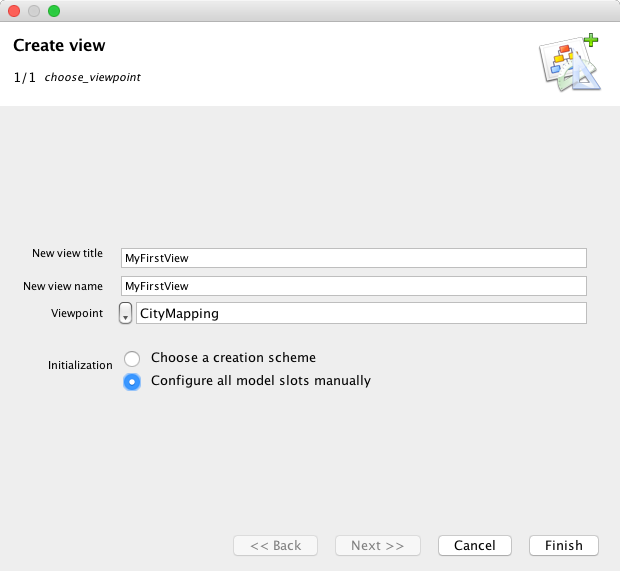 Create view
1/1 choose_viewpoint
New view title MyFirstView
New view name MyFirstView
Viewpoint CityMapping
Initialization
Choose a creation scheme
Configure all model slots manually
<< Back Next >> Cancel Finish